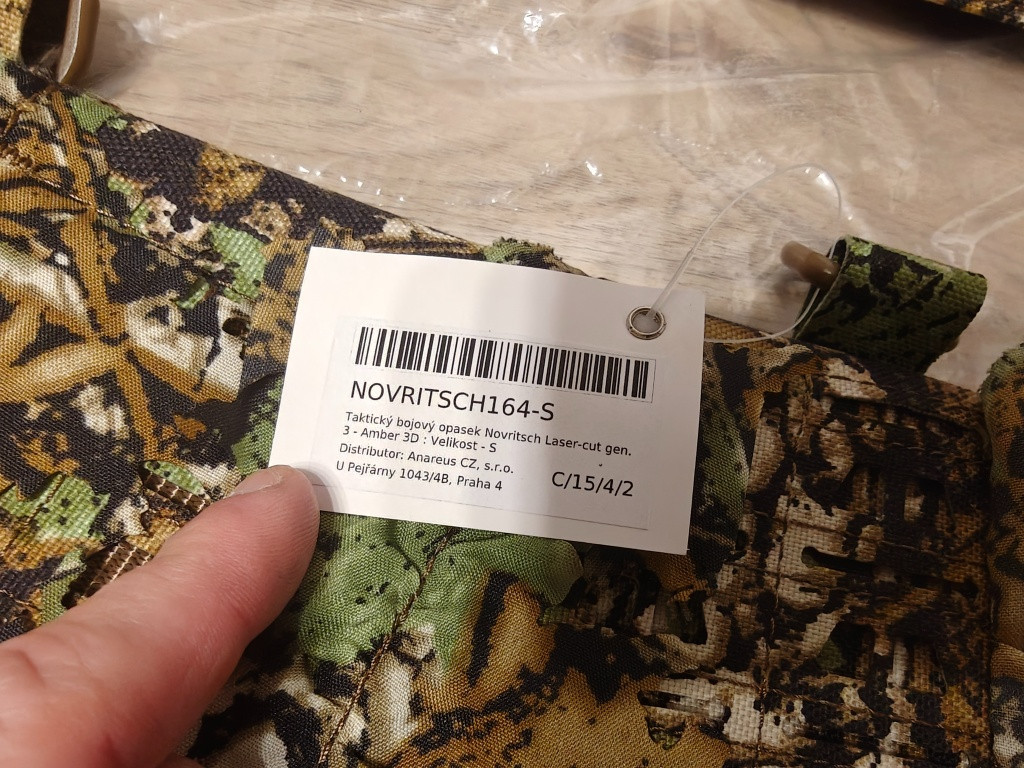 NOVRITSCH164-S
Taktický bojový opasek Novritsch Laser-cut gen.
3 - Amber 3D : Velikost - S
Distributor: Anareus CZ, s.r.o.
U Pejřárny 1043/4B, Praha 4
C/15/4/2